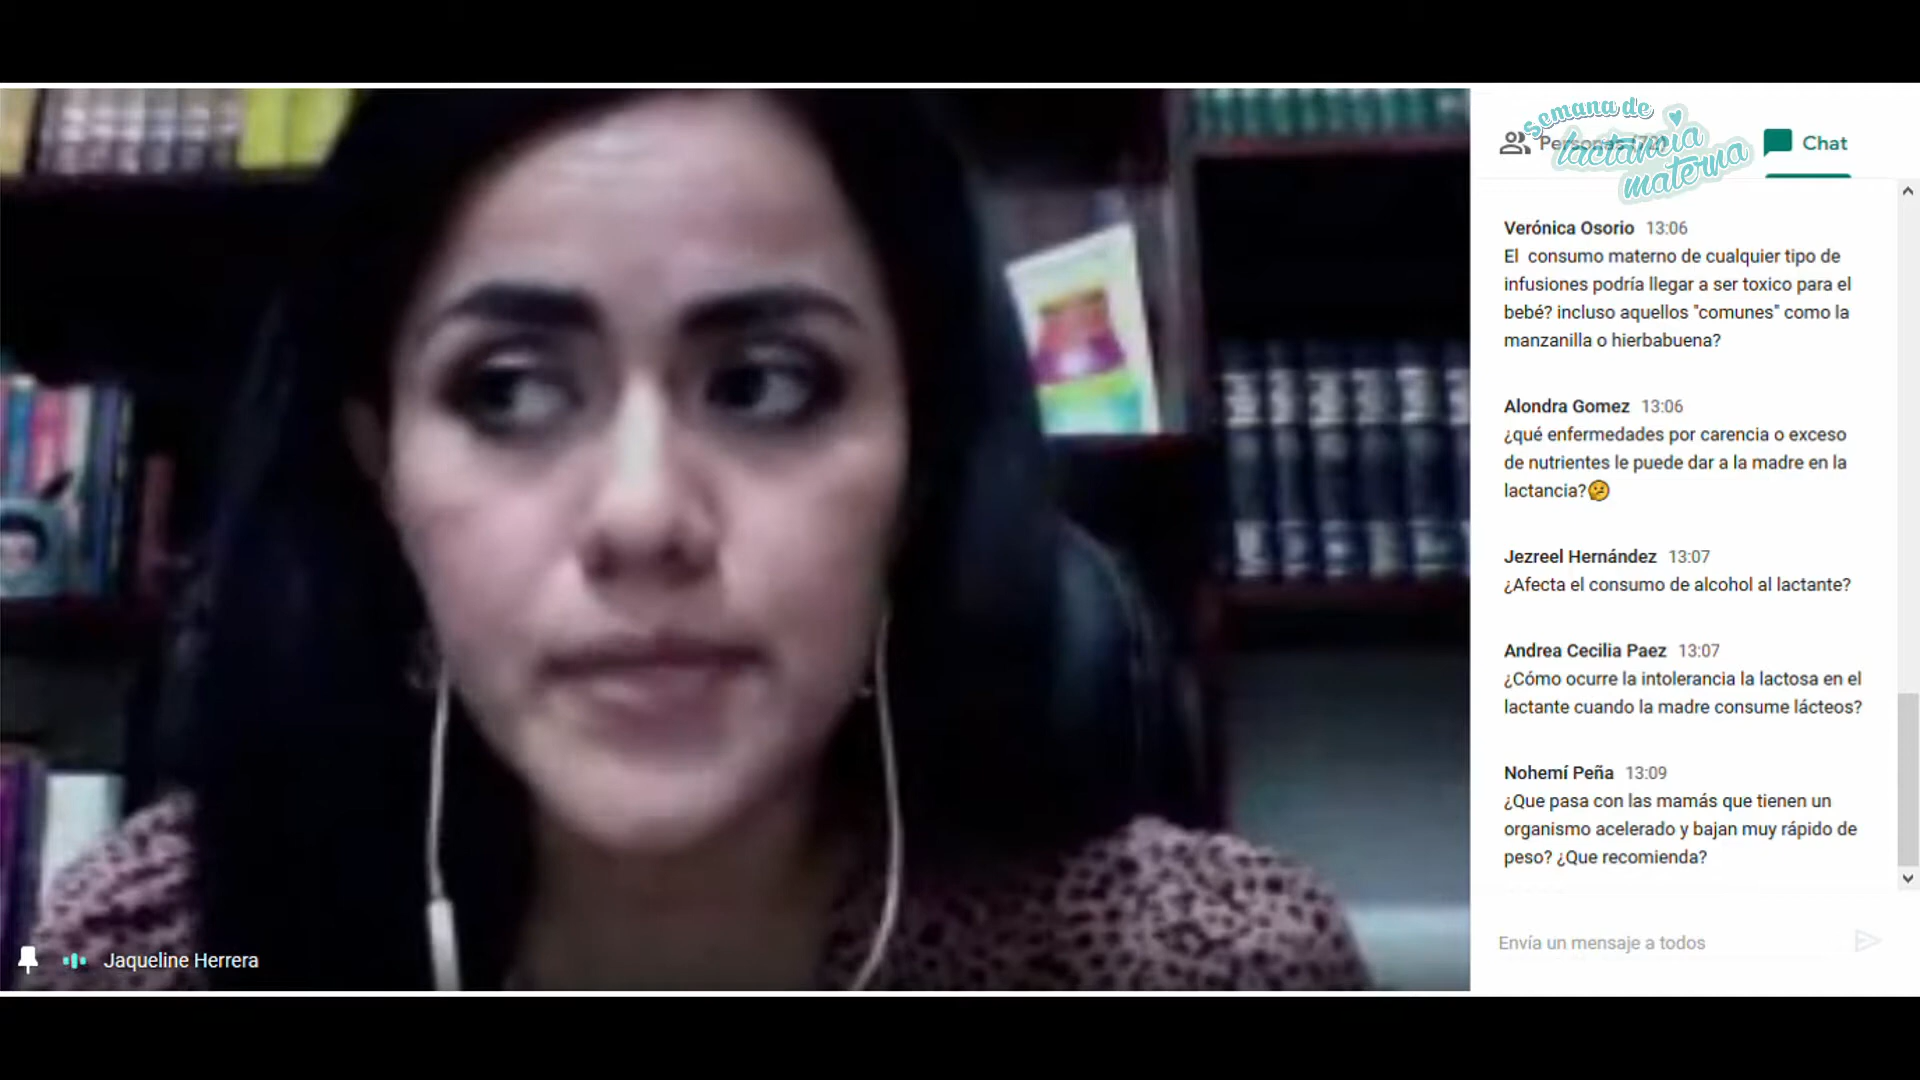 semana de
lactancia
materna
Personas (72)
Chat
Verónica Osorio 13:06
El consumo materno de cualquier tipo de
infusiones podría llegar a ser toxico para el
bebé? incluso aquellos "comunes" como la
manzanilla o hierbabuena?
Alondra Gomez 13:06
¿qué enfermedades por carencia o exceso
de nutrientes le puede dar a la madre en la
lactancia?🤔
Jezreel Hernández 13:07
¿Afecta el consumo de alcohol al lactante?
Andrea Cecilia Paez 13:07
¿Cómo ocurre la intolerancia la lactosa en el
lactante cuando la madre consume lácteos?
Nohemí Peña 13:09
¿Que pasa con las mamás que tienen un
organismo acelerado y bajan muy rápido de
peso? ¿Que recomienda?
Envía un mensaje a todos
Jaqueline Herrera